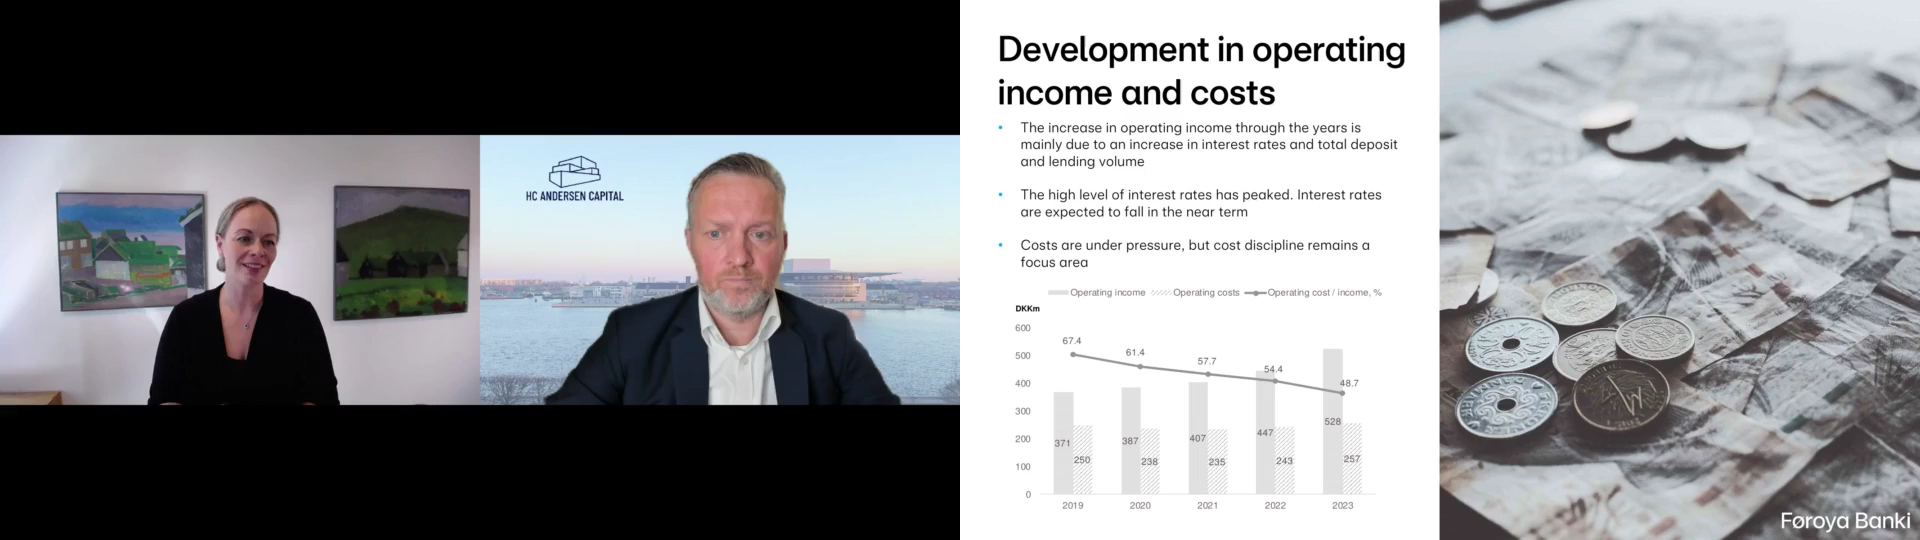 HC ANDERSEN CAPITAL
Development in operating
income and costs
• The increase in operating income through the years is
mainly due to an increase in interest rates and total deposit
and lending volume
• The high level of interest rates has peaked. Interest rates
are expected to fall in the near term
• Costs are under pressure, but cost discipline remains a
focus area
Operating income Operating costs Operating cost / income, %
DKKm
600
500
400
300
200
100
0
67.4 61.4 57.7 54.4 48.7
371 387 407 447 528
250 238 235 243 257
2019 2020 2021 2022 2023
Føroya Banki